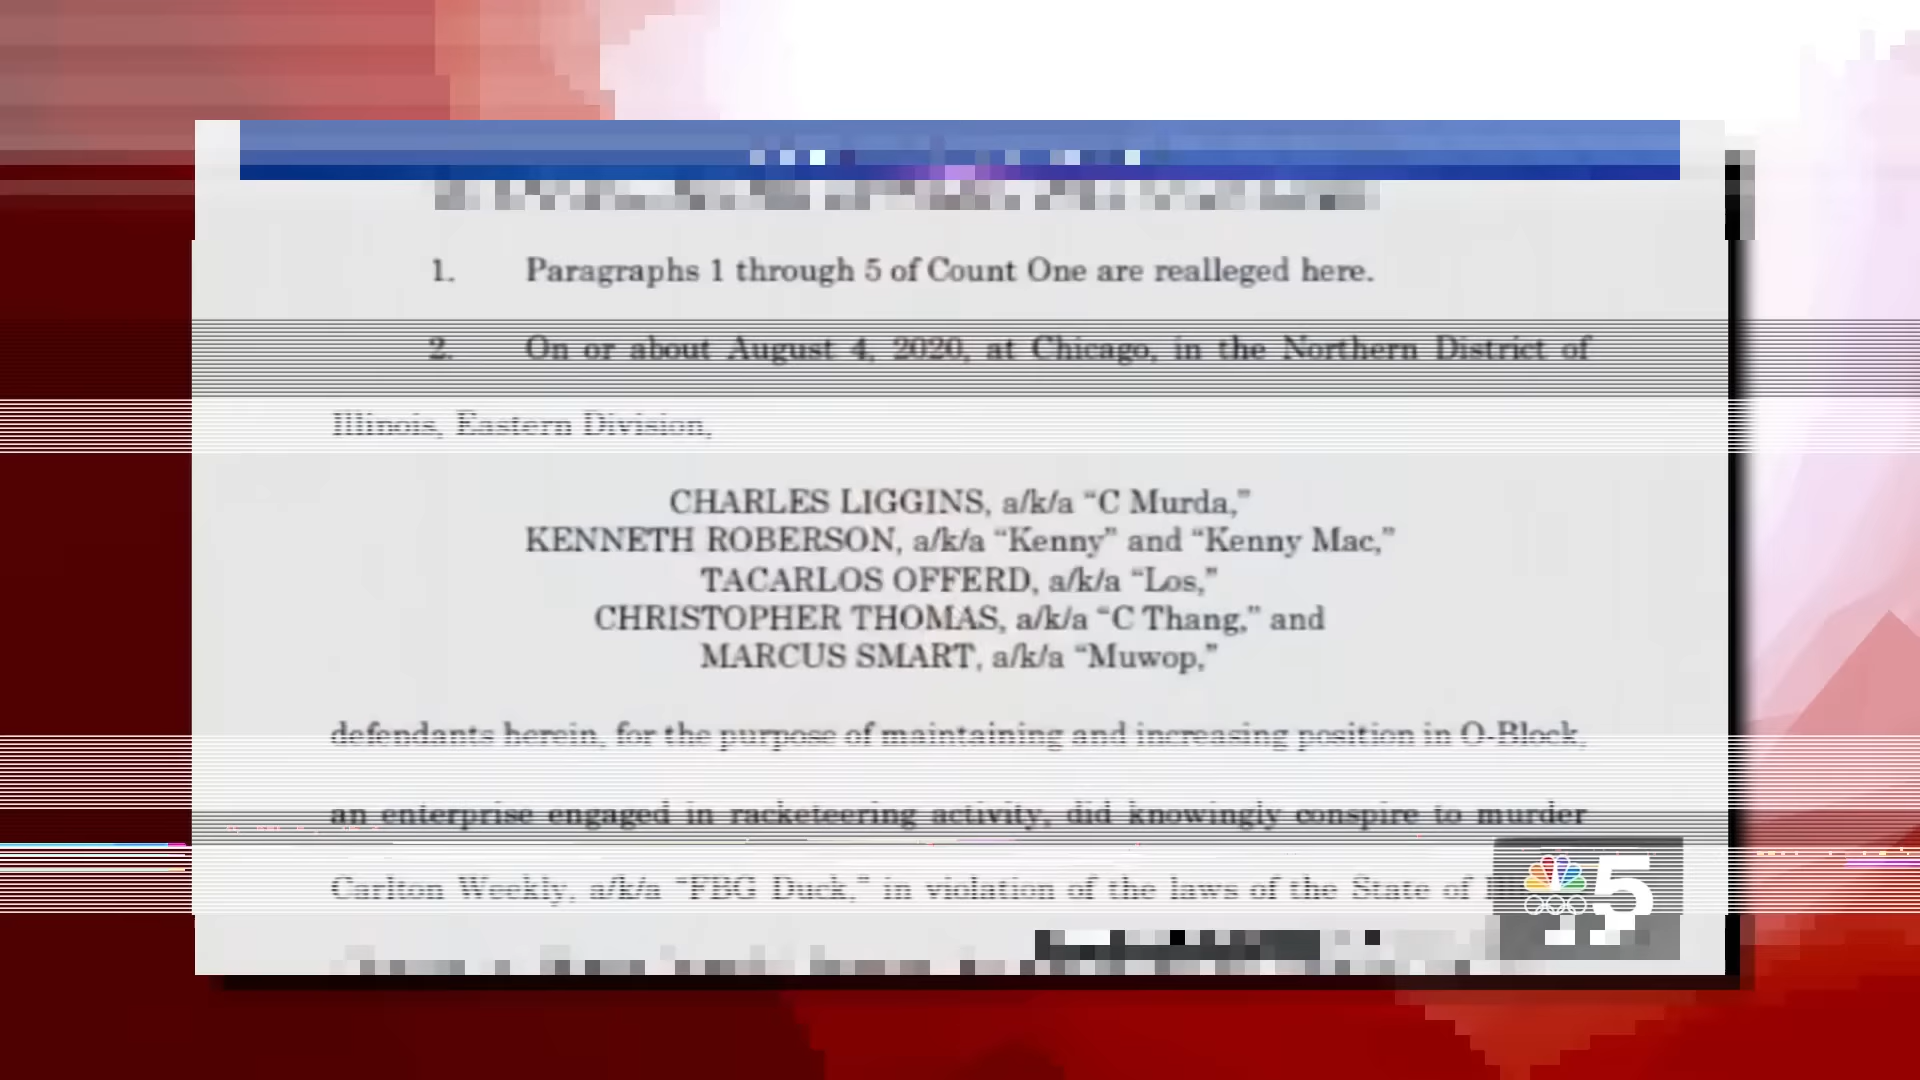 1. Paragraphs 1 through 5 of Count One are realleged here.
2. On or about August 4, 2020, at Chicago, in the Northern District of
Illinois, Eastern Division,
CHARLES LIGGINS, a/k/a “C Murda,”
KENNETH ROBERSON, a/k/a “Kenny” and “Kenny Mac,”
TACARLOS OFFERD, a/k/a “Los,”
CHRISTOPHER THOMAS, a/k/a “C Thang,” and
MARCUS SMART, a/k/a “Muwop,”
defendants herein, for the purpose of maintaining and increasing position in O-Block,
an enterprise engaged in racketeering activity, did knowingly conspire to murder
Carlton Weekly, a/k/a “FBG Duck,” in violation of the laws of the State of
5